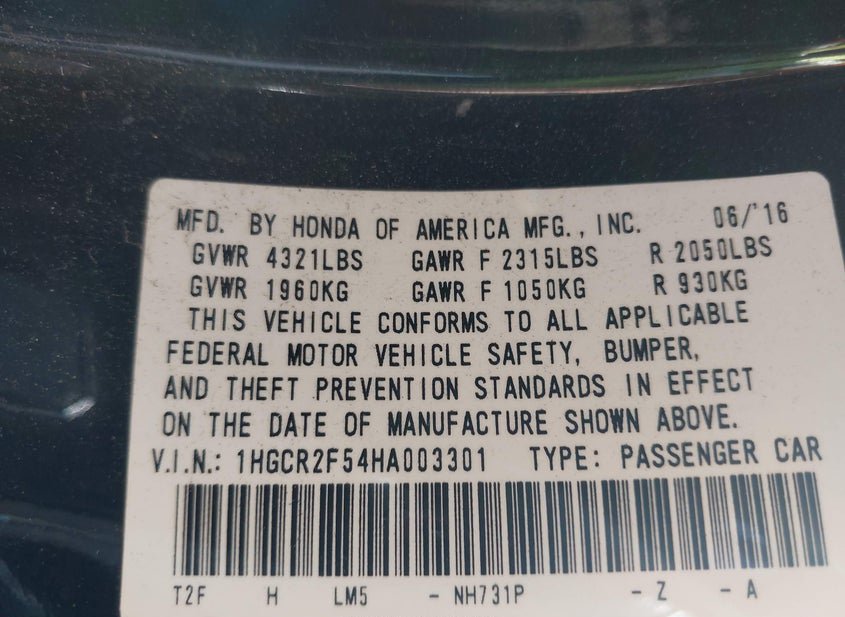 MFD. BY HONDA OF AMERICA MFG., INC. 06/'16
GVWR 4321LBS GAWR F 2315LBS R 2050LBS
GVWR 1960KG GAWR F 1050KG R 930KG
THIS VEHICLE CONFORMS TO ALL APPLICABLE
FEDERAL MOTOR VEHICLE SAFETY, BUMPER,
AND THEFT PREVENTION STANDARDS IN EFFECT
ON THE DATE OF MANUFACTURE SHOWN ABOVE.
V.I.N.: 1HGCR2F54HA003301 TYPE: PASSENGER CAR
T2F H LM5 - NH731P - Z - A